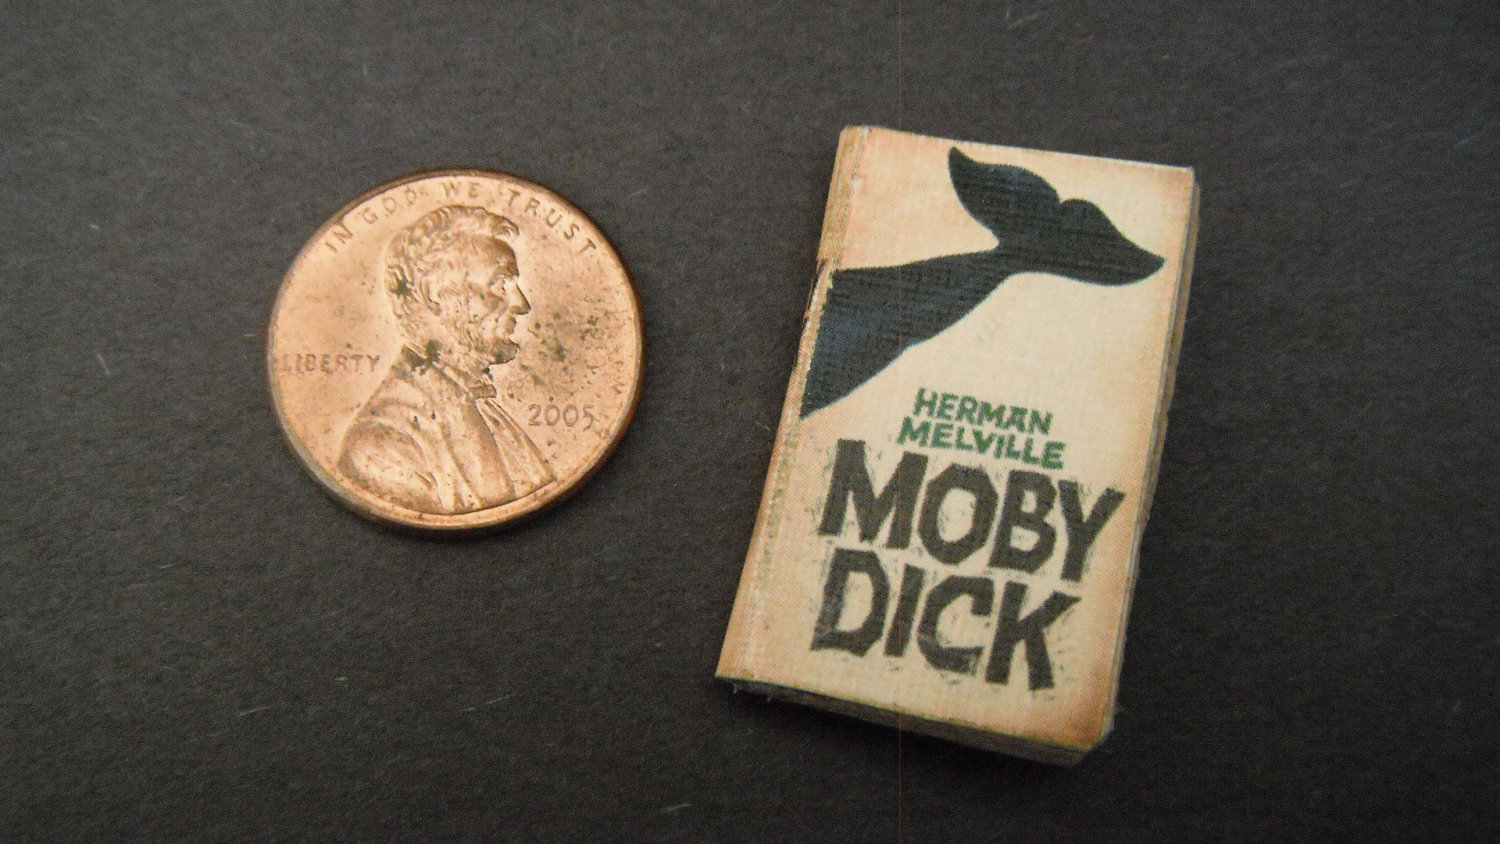 IN GOD WE TRUST
LIBERTY
2005
HERMAN
MELVILLE
MOBY
DICK